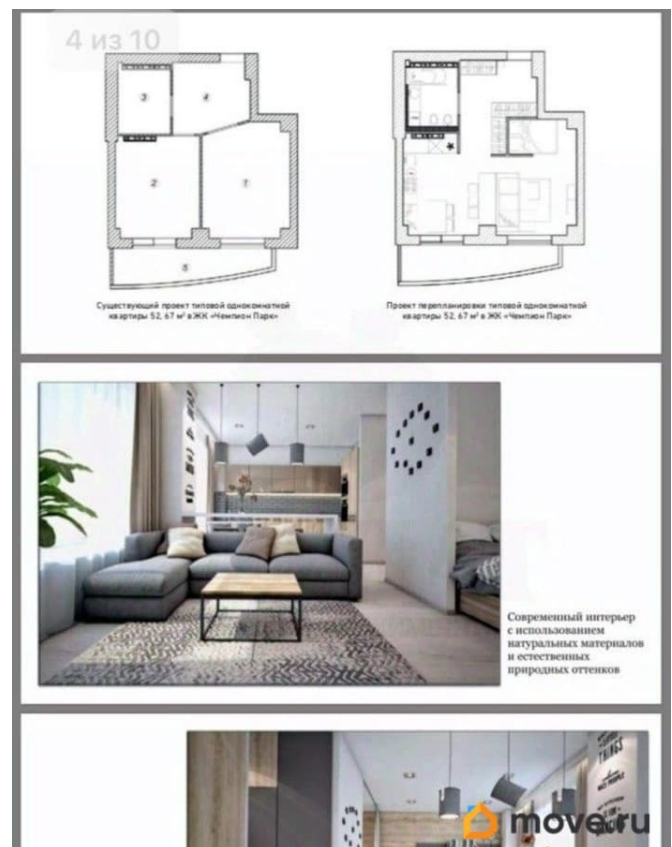 4 из 10
3
4
2
1
5
Существующий проект типовой однокомнатной
квартиры 52, 67 м² в ЖК «Чемпион Парк»
Проект перепланировки типовой однокомнатной
квартиры 52, 67 м² в ЖК «Чемпион Парк»
Современный интерьер
с использованием
натуральных материалов
и естественных
природных оттенков
THINGS
move.ru